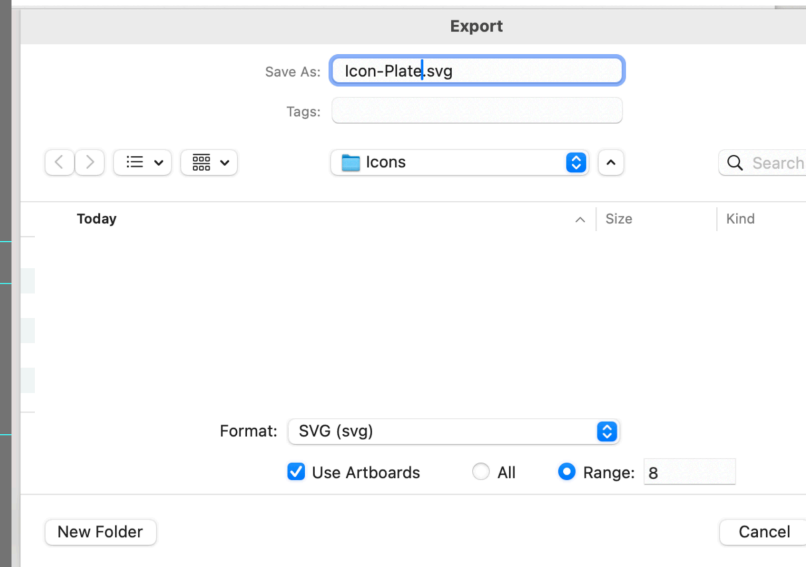 Export
Save As: Icon-Plate.svg
Tags:
Icons
Search
Today Size Kind
Format: SVG (svg)
Use Artboards All Range: 8
New Folder Cancel